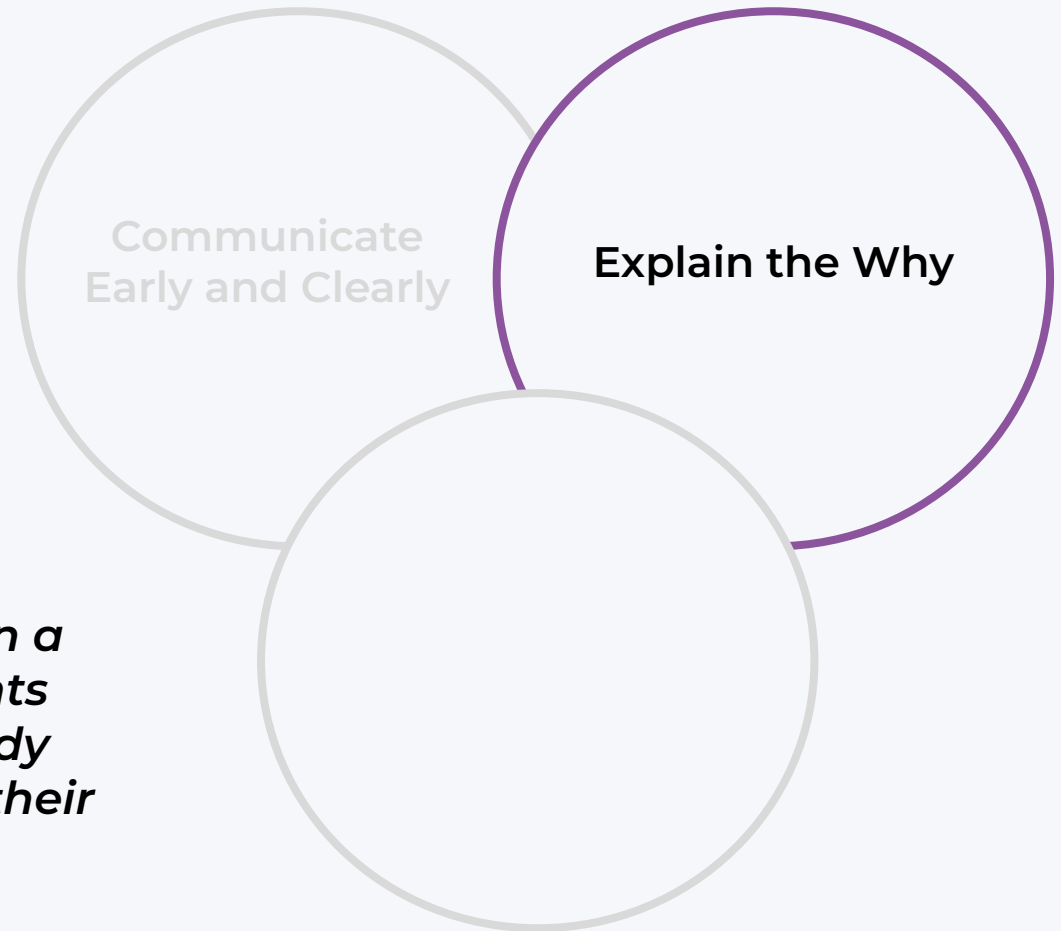 Communicate
Early and Clearly
Explain the Why
n a
nts
dy
their